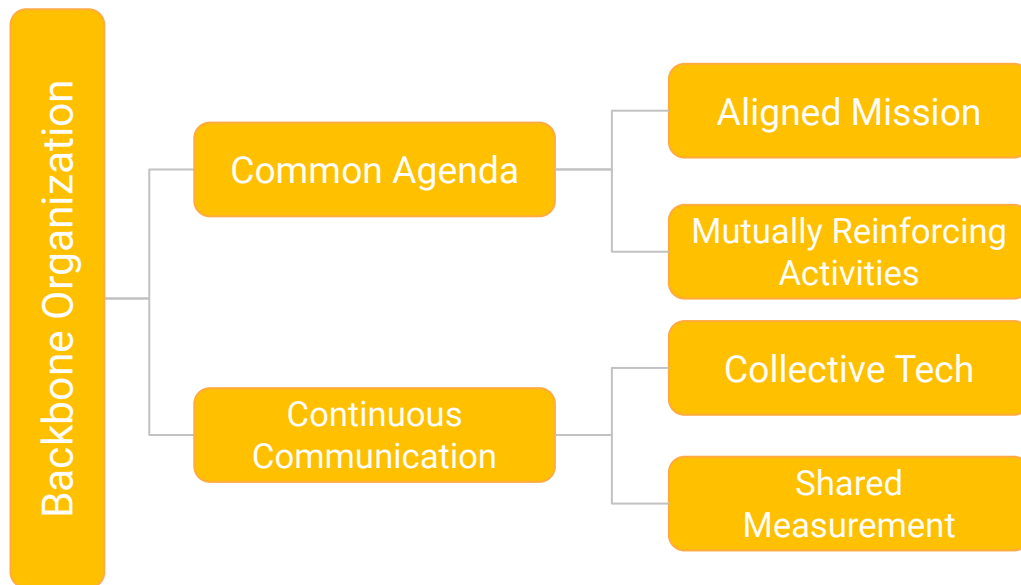 Backbone Organization
Common Agenda
Aligned Mission
Mutually Reinforcing
Activities
Continuous
Communication
Collective Tech
Shared
Measurement